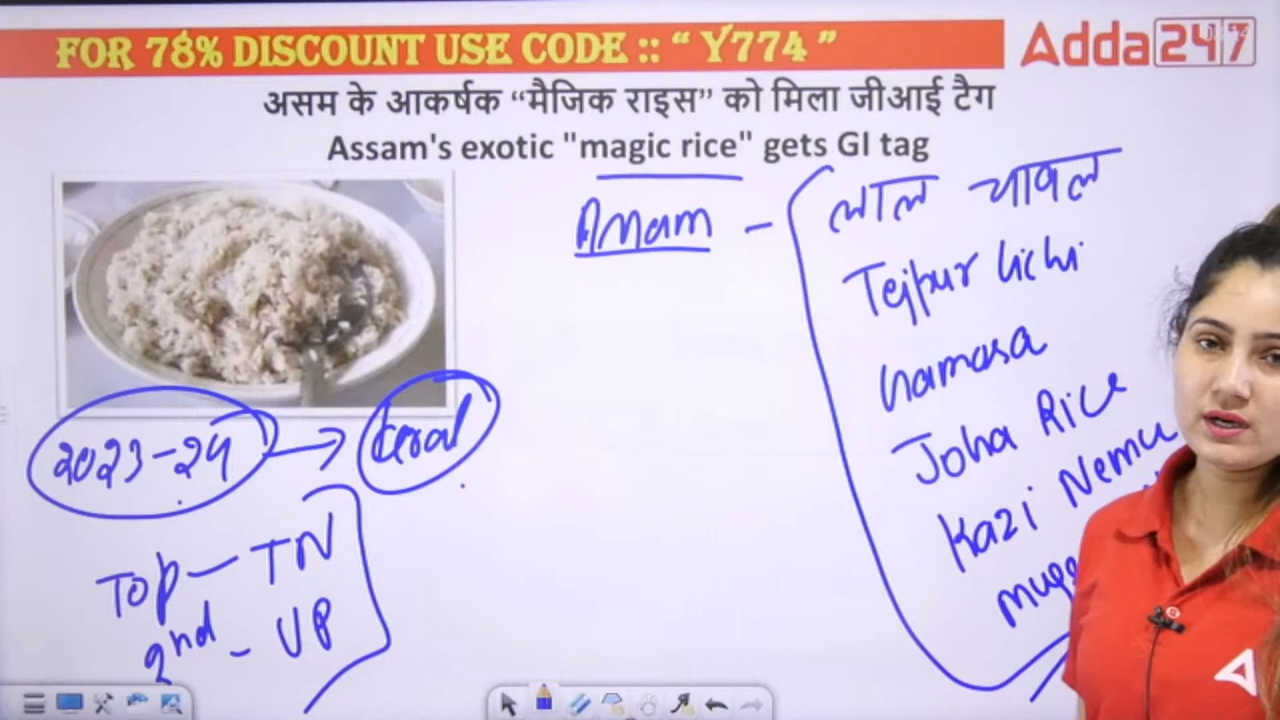 FOR 78% DISCOUNT USE CODE :: “ Y774 ”
Adda247
असम के आकर्षक “मैजिक राइस” को मिला जीआई टैग
Assam's exotic "magic rice" gets GI tag
Assam - लाल चावल
Tejpur lichi
Gamosa
Joha Rice
Kazi Nemu
2023-24 → Keral
Top - TN
2nd - UP